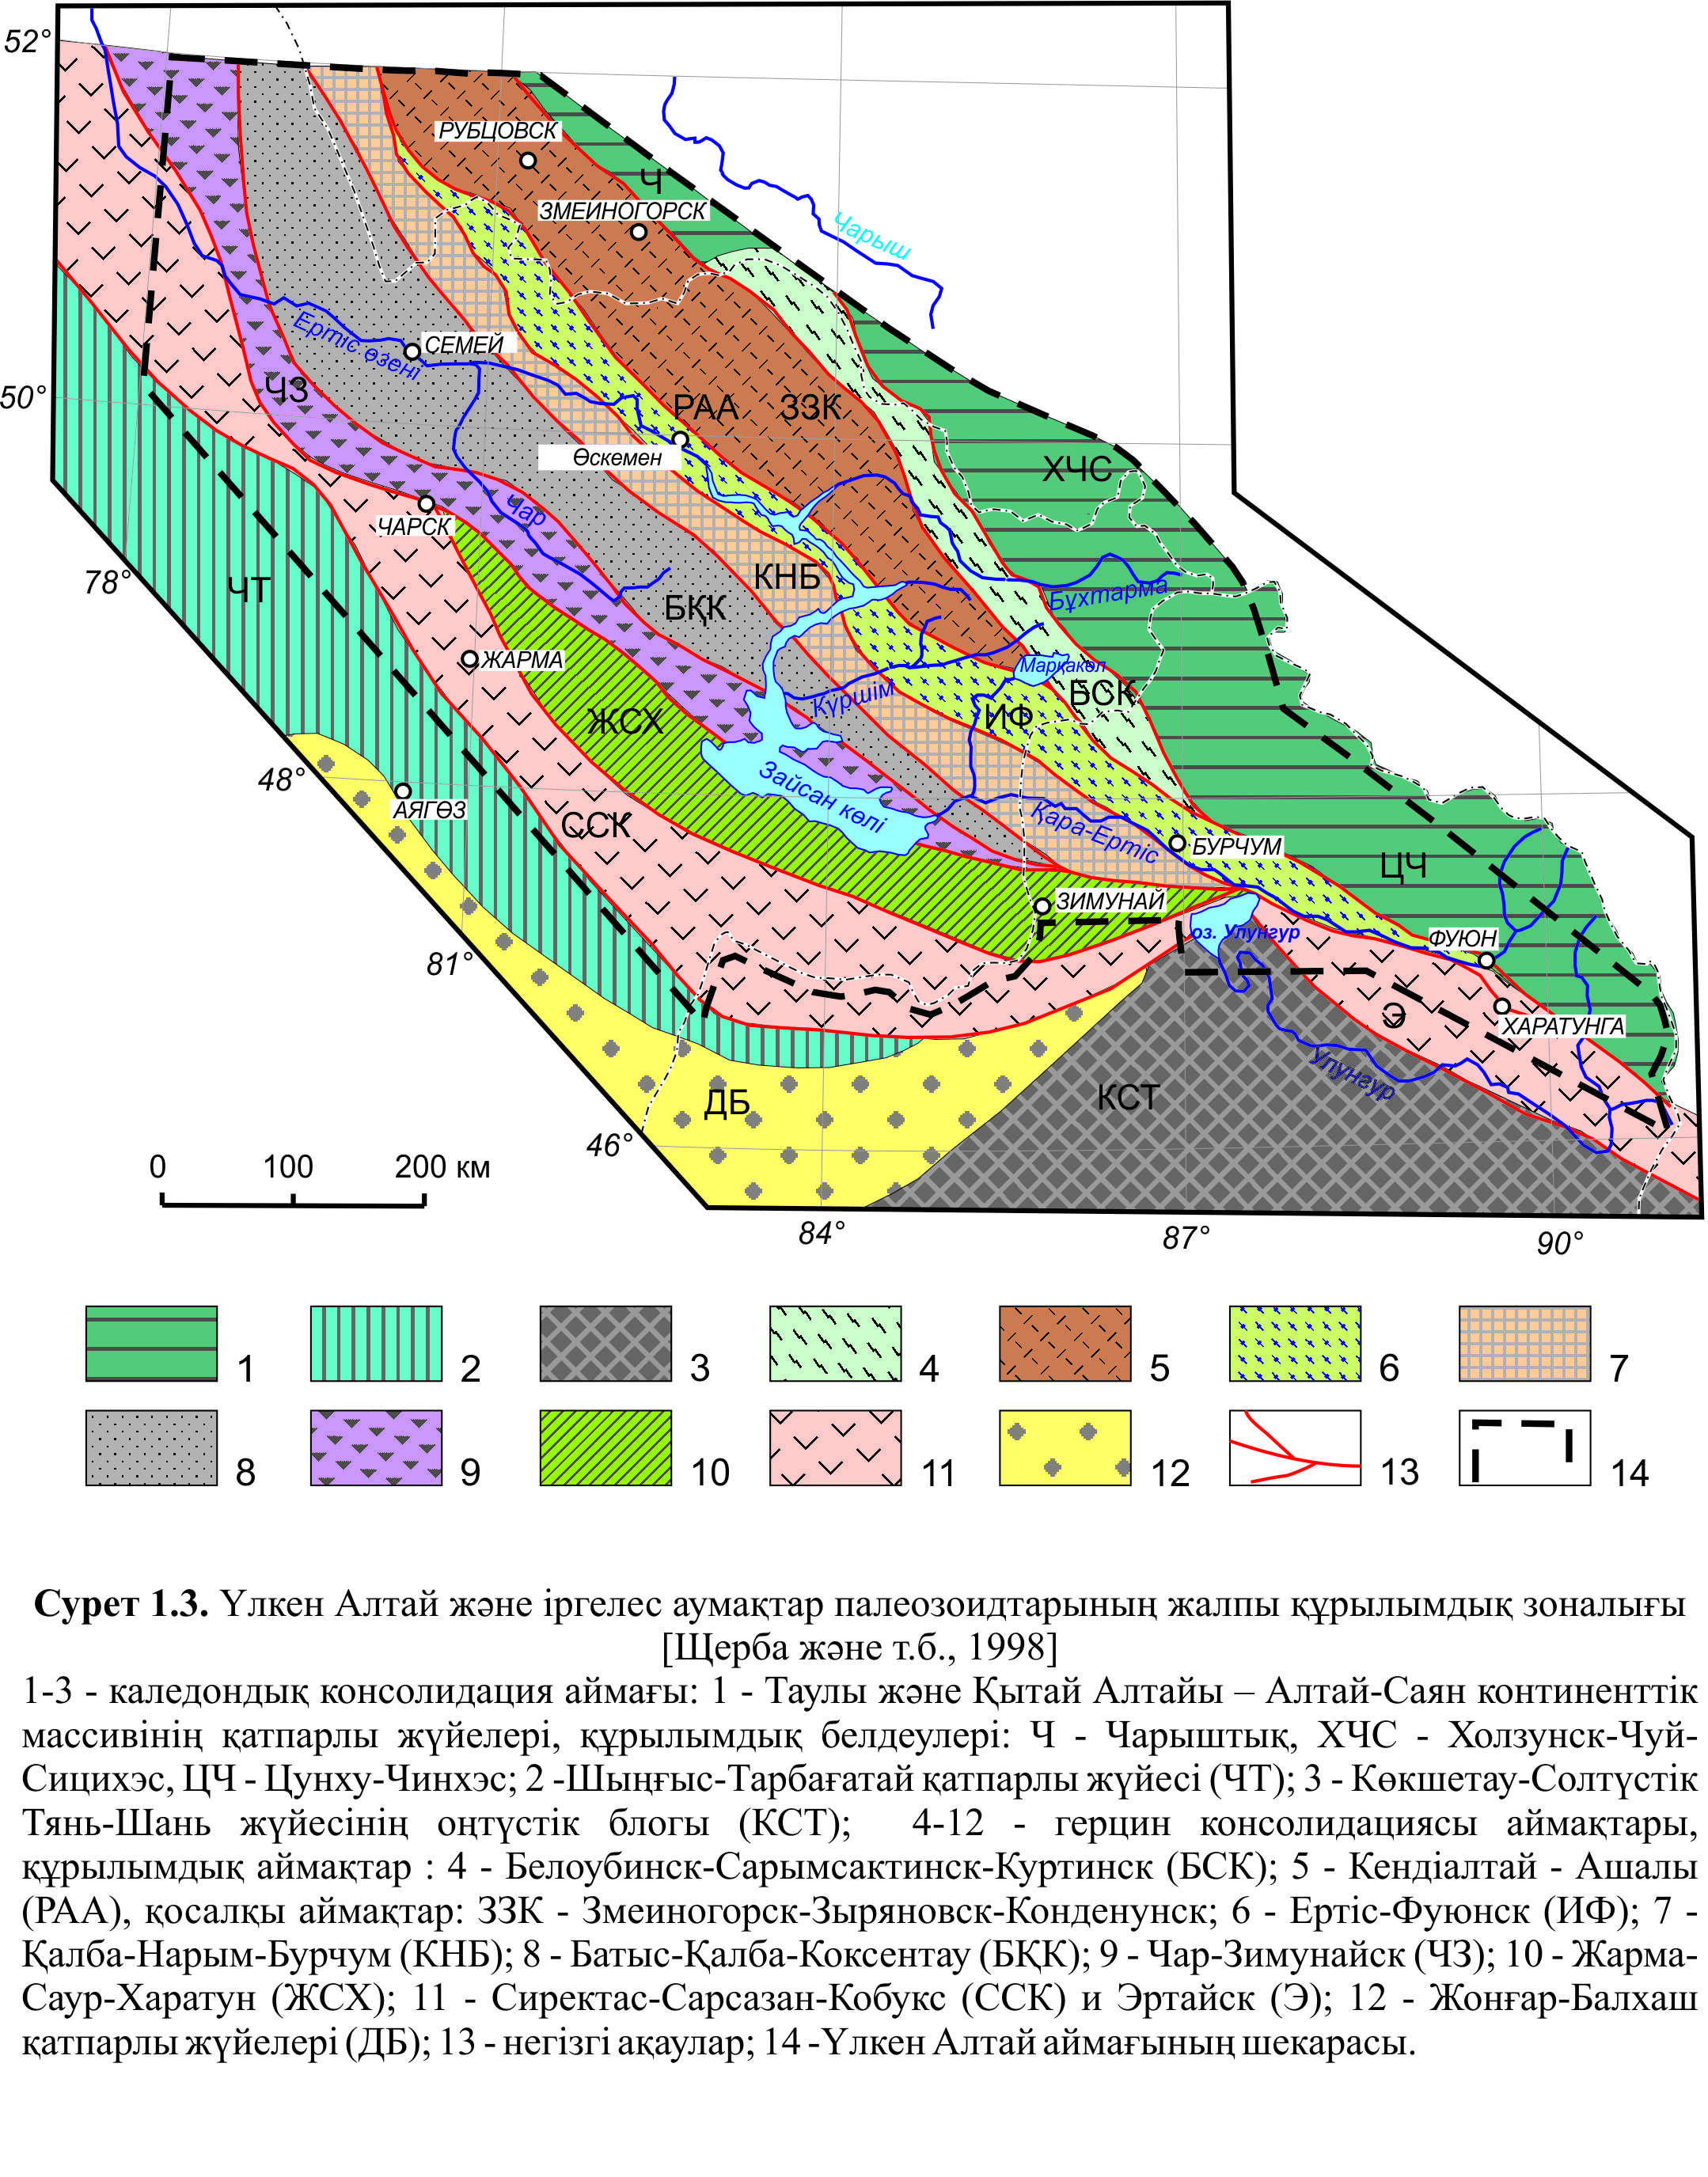 52°
РУБЦОВСК
Ч
ЗМЕИНОГОРСК
Чарыш
Ертіс өзені
СЕМЕЙ
50°
ЧЗ
РАА
ЗЗК
Өскемен
ХЧС
ЧАРСК
Чар
78°
ЧТ
КНБ
БҚК
Бұхтарма
ЖАРМА
Марқакөл
БСК
Күршім
ЖСХ
ИФ
48°
АЯГӨЗ
Зайсан көлі
ССК
Қара-Ертіс
БУРЧУМ
ЦЧ
ЗИМУНАЙ
оз. Улунгур
ФУЮН
81°
Э
ХАРАТУНГА
Улунгур
ДБ
КСТ
46°
0 100 200 км
84°
87°
90°
1 2 3 4 5 6 7
8 9 10 11 12 13 14
Сурет 1.3. Үлкен Алтай және іргелес аумақтар палеозоидтарының жалпы құрылымдық зоналығы
[Щерба және т.б., 1998]
1-3 - каледондық консолидация аймағы: 1 - Таулы және Қытай Алтайы – Алтай-Саян континенттік
массивінің қатпарлы жүйелері, құрылымдық белдеулері: Ч - Чарыштық, ХЧС - Холзунск-Чуй-
Сицихэс, ЦЧ - Цунху-Чинхэс; 2 -Шыңғыс-Тарбағатай қатпарлы жүйесі (ЧТ); 3 - Көкшетау-Солтүстік
Тянь-Шань жүйесінің оңтүстік блогы (КСТ); 4-12 - герцин консолидациясы аймақтары,
құрылымдық аймақтар : 4 - Белоубинск-Сарымсактинск-Куртинск (БСК); 5 - Кендіалтай - Ашалы
(РАА), қосалқы аймақтар: ЗЗК - Змеиногорск-Зыряновск-Конденунск; 6 - Ертіс-Фуюнск (ИФ); 7 -
Қалба-Нарым-Бурчум (КНБ); 8 - Батыс-Қалба-Коксентау (БҚК); 9 - Чар-Зимунайск (ЧЗ); 10 - Жарма-
Саур-Харатун (ЖСХ); 11 - Сиректас-Сарсазан-Кобукс (ССК) и Эртайск (Э); 12 - Жонғар-Балхаш
қатпарлы жүйелері (ДБ); 13 - негізгі ақаулар; 14 -Үлкен Алтай аймағының шекарасы.